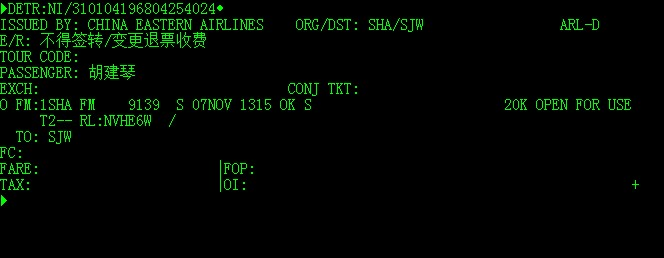 ▶DETR:NI/310104196804254024●
ISSUED BY: CHINA EASTERN AIRLINES    ORG/DST: SHA/SJW                 ARL-D
E/R: 不得签转/变更退票收费
TOUR CODE:
PASSENGER: 胡建琴
EXCH:                               CONJ TKT:
O FM:1SHA FM    9139  S 07NOV 1315 OK S                        20K OPEN FOR USE
     T2-- RL:NVHE6W  /
  TO: SJW
FC:
FARE:                      |FOP:
TAX:                       |OI:                                                +
▶